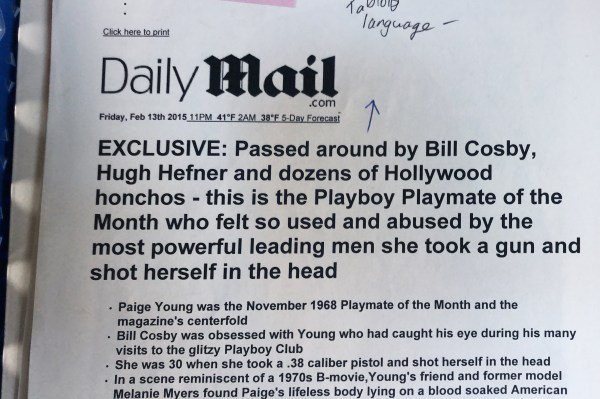 Tabloid
language -
Click here to print
Daily Mail
.com
Friday, Feb 13th 2015 11PM 41°F 2AM 38°F 5-Day Forecast
EXCLUSIVE: Passed around by Bill Cosby,
Hugh Hefner and dozens of Hollywood
honchos - this is the Playboy Playmate of the
Month who felt so used and abused by the
most powerful leading men she took a gun and
shot herself in the head
· Paige Young was the November 1968 Playmate of the Month and the
magazine's centerfold
· Bill Cosby was obsessed with Young who had caught his eye during his many
visits to the glitzy Playboy Club
· She was 30 when she took a .38 caliber pistol and shot herself in the head
· In a scene reminiscent of a 1970s B-movie,Young's friend and former model
Melanie Myers found Paige's lifeless body lying on a blood soaked American